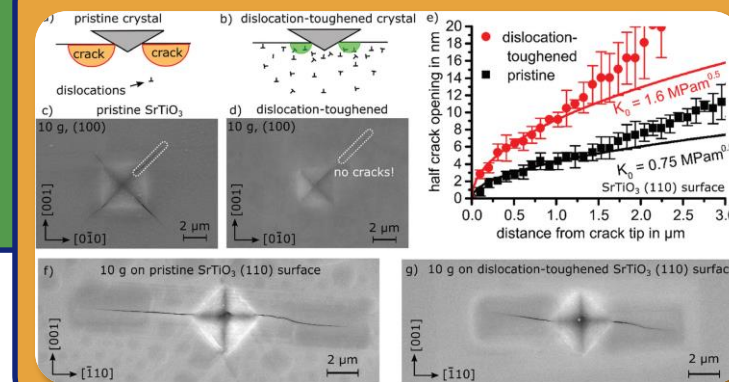 a) pristine crystal
crack
crack
dislocations
b) dislocation-toughened crystal
c) pristine SrTiO₃
10 g, (100)
[001]
[01̄0]
2 µm
d) dislocation-toughened
10 g, (100)
no cracks!
[001]
[01̄0]
2 µm
e)
half crack opening in nm
20
18
16
14
12
10
8
6
4
2
0
dislocation-
toughened
pristine
K₀ = 1.6 MPam⁰·⁵
K₀ = 0.75 MPam
SrTiO₃ (110) surface
0.0 0.5 1.0 1.5 2.0 2.5 3.0
distance from crack tip in µm
f) 10 g on pristine SrTiO₃ (110) surface
[001]
[1̄10]
2 µm
g) 10 g on dislocation-toughened SrTiO₃ (110) surface
[001]
[1̄10]
2 µm